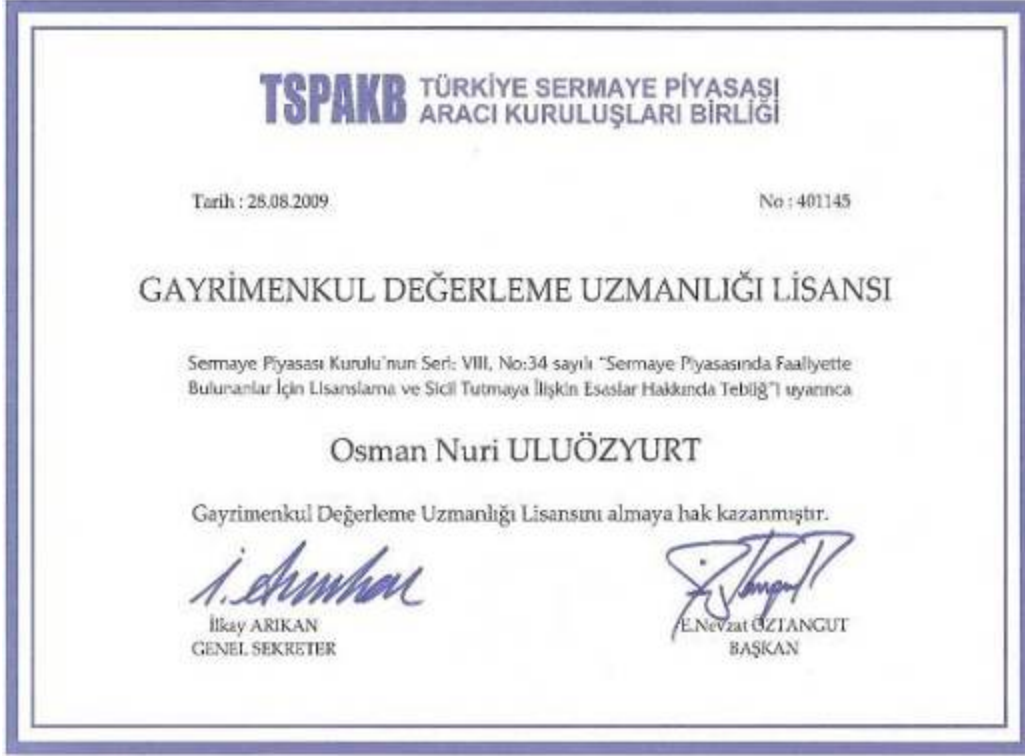 TSPAKB TÜRKİYE SERMAYE PİYASASI
ARACI KURULUŞLARI BİRLİĞİ
Tarih : 28.08.2009 No : 401145
GAYRİMENKUL DEĞERLEME UZMANLIĞI LİSANSI
Sermaye Piyasası Kurulu'nun Seri: VIII, No:34 sayılı "Sermaye Piyasasında Faaliyette
Bulunanlar İçin Lisanslama ve Sicil Tutmaya İlişkin Esaslar Hakkında Tebliğ"i uyarınca
Osman Nuri ULUÖZYURT
Gayrimenkul Değerleme Uzmanlığı Lisansını almaya hak kazanmıştır.
İlkay ARIKAN
GENEL SEKRETER
E.Nevzat ÖZTANGUT
BAŞKAN